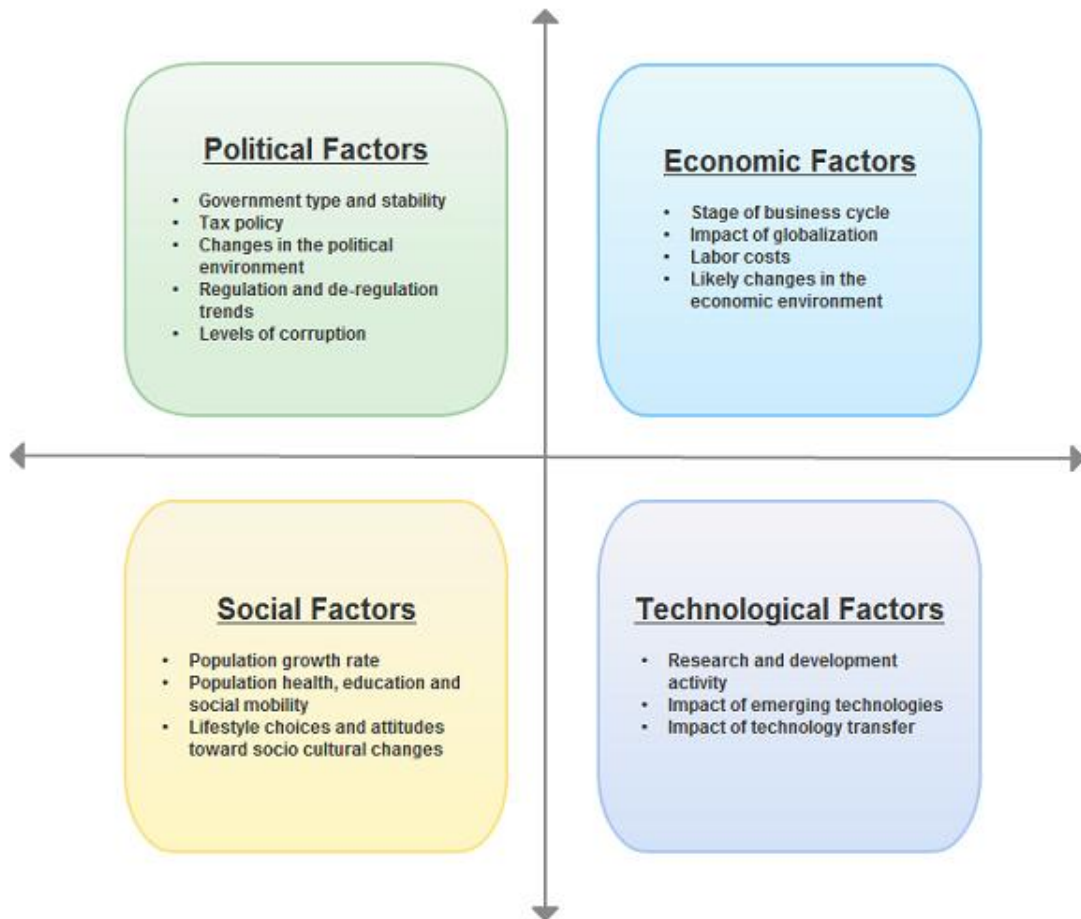 Political Factors
• Government type and stability
• Tax policy
• Changes in the political
environment
• Regulation and de-regulation
trends
• Levels of corruption
Economic Factors
• Stage of business cycle
• Impact of globalization
• Labor costs
• Likely changes in the
economic environment
Social Factors
• Population growth rate
• Population health, education and
social mobility
• Lifestyle choices and attitudes
toward socio cultural changes
Technological Factors
• Research and development
activity
• Impact of emerging technologies
• Impact of technology transfer